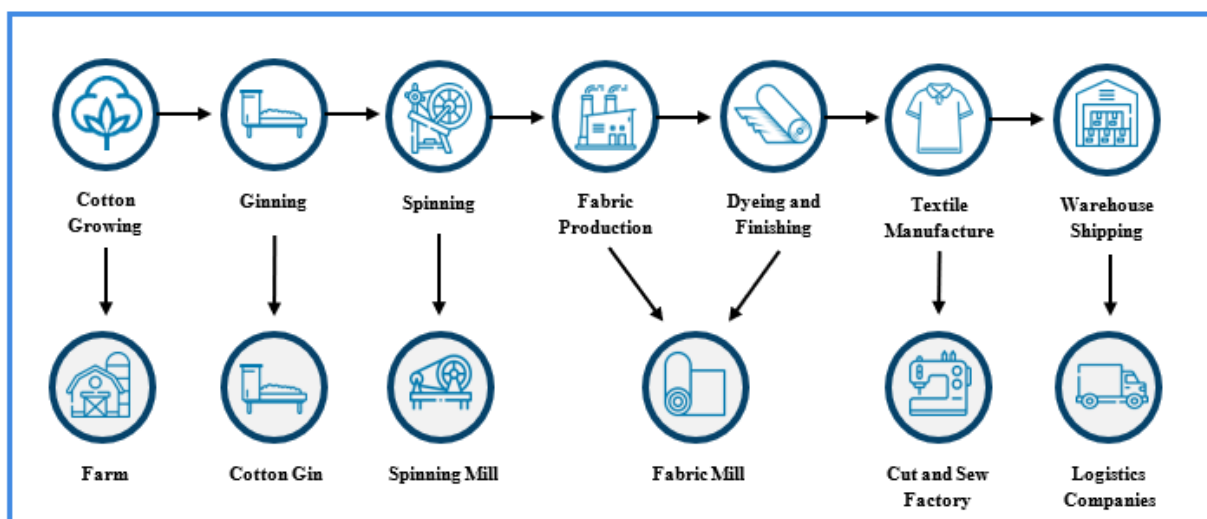 Cotton
Growing
Ginning
Spinning
Fabric
Production
Dyeing and
Finishing
Textile
Manufacture
Warehouse
Shipping
Farm
Cotton Gin
Spinning Mill
Fabric Mill
Cut and Sew
Factory
Logistics
Companies